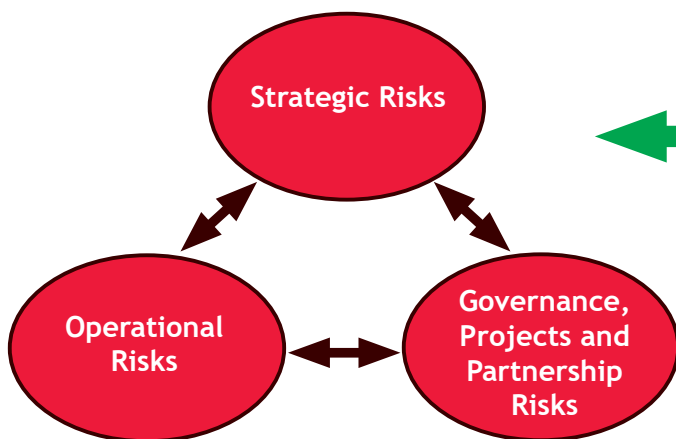 Strategic Risks
Operational
Risks
Governance,
Projects and
Partnership
Risks